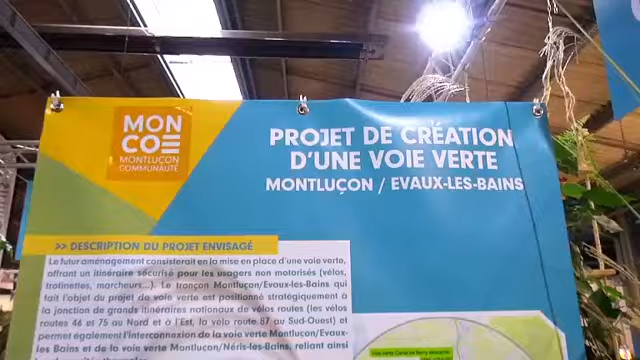 MON
CO
MONTLUÇON
COMMUNAUTÉ
PROJET DE CRÉATION
D'UNE VOIE VERTE
MONTLUÇON / EVAUX-LES-BAINS
>> DESCRIPTION DU PROJET ENVISAGÉ
Le futur aménagement consisterait en la mise en place d'une voie verte,
offrant un itinéraire sécurisé pour les usagers non motorisés (vélos,
trotinettes, marcheurs...). Le tronçon Montluçon/Evaux-les-Bains qui
fait l'objet du projet de voie verte est positionné stratégiquement à
la jonction de grands itinéraires nationaux de vélos routes (les vélos
routes 46 et 75 au Nord et à l'Est, la vélo route 87 au Sud-Ouest) et
permet également l'interconnexion de la voie verte Montluçon/Evaux-
les Bains et de la voie verte Montluçon/Néris-les-Bains, reliant ainsi